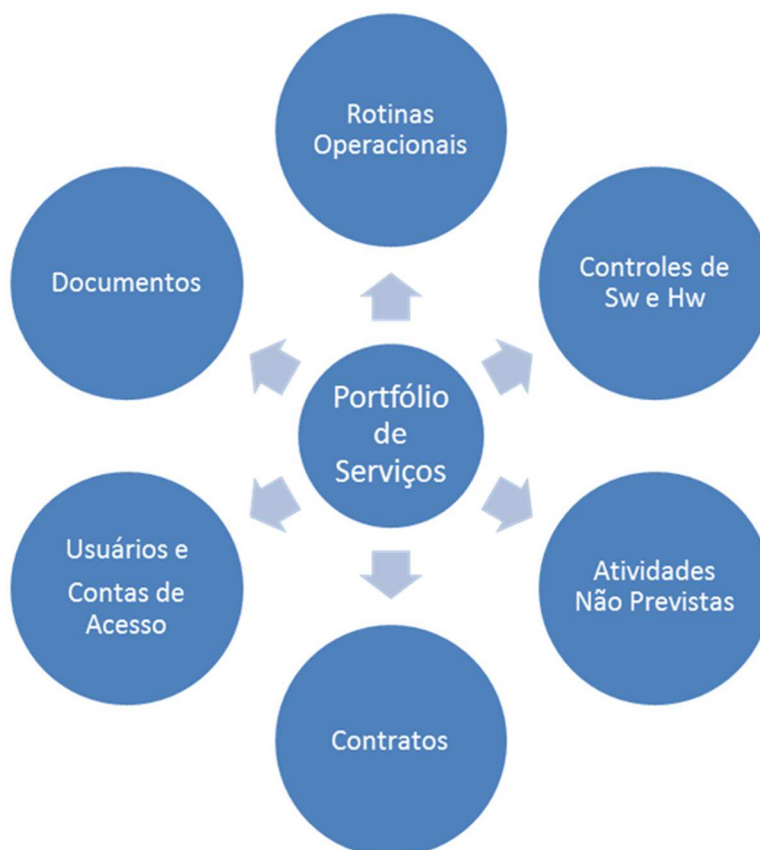 Rotinas
Operacionais
Documentos
Controles de
Sw e Hw
Portfólio
de
Serviços
Usuários e
Contas de
Acesso
Atividades
Não Previstas
Contratos